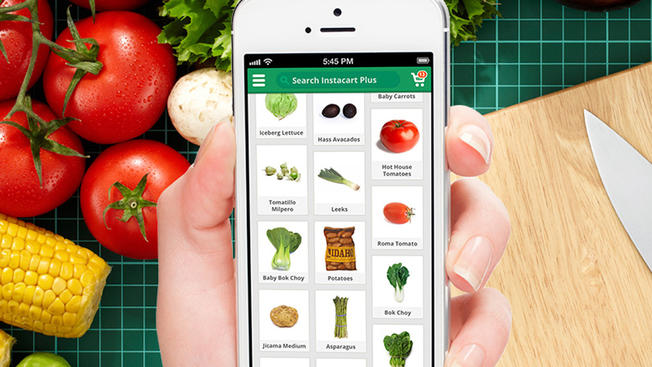 5:45 PM
Search Instacart Plus
13
Baby Carrots
Iceberg Lettuce
Hass Avacados
Hot House
Tomatoes
Tomatillo
Milpero
Leeks
Roma Tomato
Baby Bok Choy
IDAHO
Potatoes
Bok Choy
Jicama Medium
Asparagus